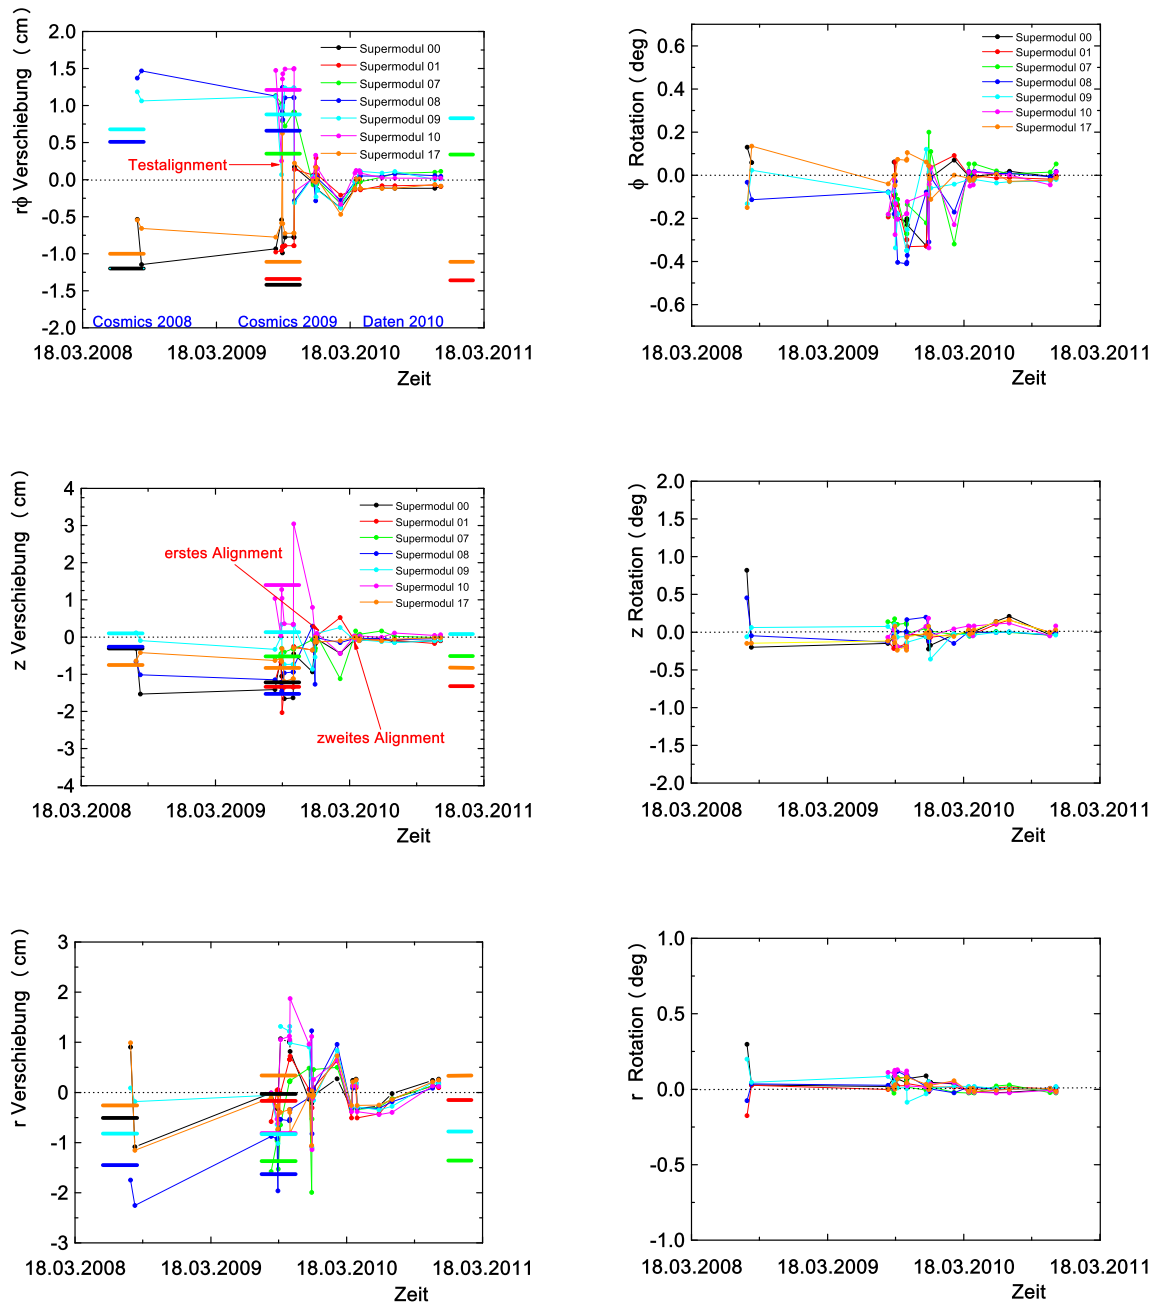 rφ Verschiebung (cm)
2.0
1.5
1.0
0.5
0.0
-0.5
-1.0
-1.5
-2.0
Supermodul 00
Supermodul 01
Supermodul 07
Supermodul 08
Supermodul 09
Supermodul 10
Supermodul 17
Testalignment
Cosmics 2008
Cosmics 2009
Daten 2010
18.03.2008
18.03.2009
18.03.2010
18.03.2011
Zeit
ϕ Rotation (deg)
0.6
0.4
0.2
0.0
-0.2
-0.4
-0.6
Supermodul 00
Supermodul 01
Supermodul 07
Supermodul 08
Supermodul 09
Supermodul 10
Supermodul 17
18.03.2008
18.03.2009
18.03.2010
18.03.2011
Zeit
z Verschiebung (cm)
4
3
2
1
0
-1
-2
-3
-4
Supermodul 00
Supermodul 01
Supermodul 07
Supermodul 08
Supermodul 09
Supermodul 10
Supermodul 17
erstes Alignment
zweites Alignment
18.03.2008
18.03.2009
18.03.2010
18.03.2011
Zeit
z Rotation (deg)
2.0
1.5
1.0
0.5
0.0
-0.5
-1.0
-1.5
-2.0
18.03.2008
18.03.2009
18.03.2010
18.03.2011
Zeit
r Verschiebung (cm)
3
2
1
0
-1
-2
-3
18.03.2008
18.03.2009
18.03.2010
18.03.2011
Zeit
r Rotation (deg)
1.0
0.5
0.0
-0.5
-1.0
18.03.2008
18.03.2009
18.03.2010
18.03.2011
Zeit